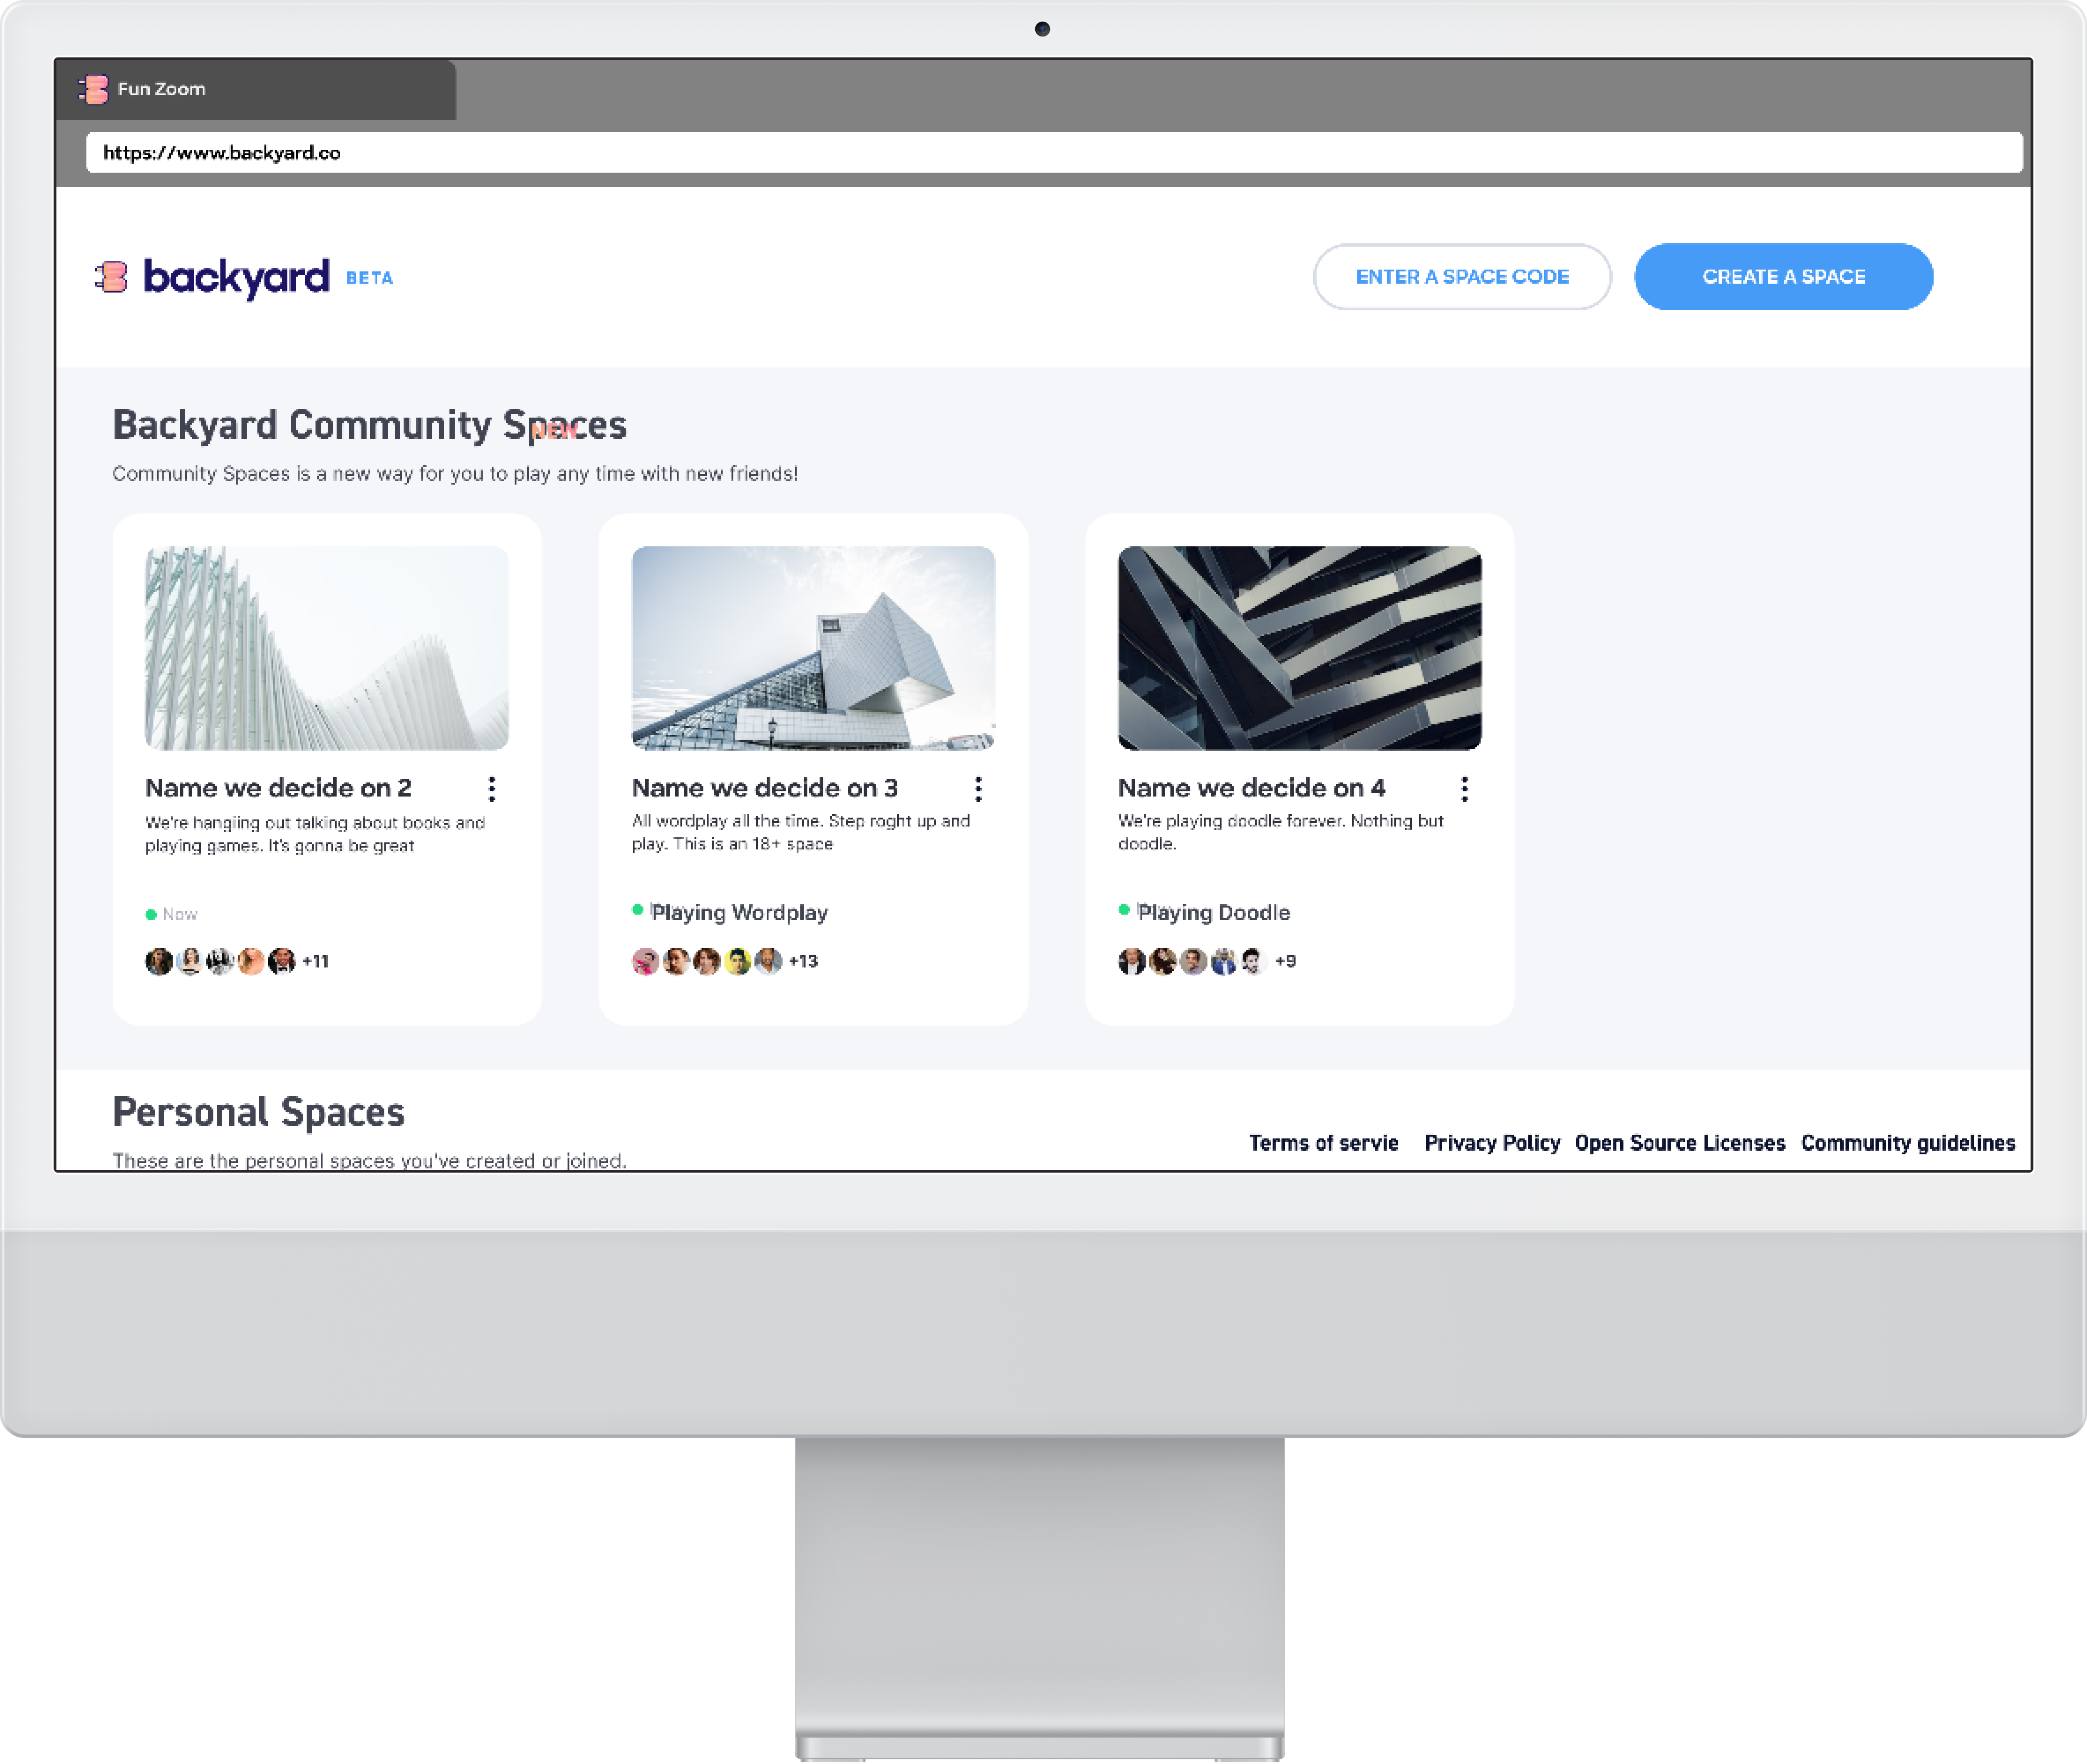 Fun Zoom
https://www.backyard.co
backyard BETA
ENTER A SPACE CODE
CREATE A SPACE
Backyard Community Spaces
NEW
Community Spaces is a new way for you to play any time with new friends!
Name we decide on 2
We're hangiing out talking about books and
playing games. It's gonna be great
Now
+11
Name we decide on 3
All wordplay all the time. Step roght up and
play. This is an 18+ space
Playing Wordplay
+13
Name we decide on 4
We're playing doodle forever. Nothing but
doodle.
Playing Doodle
+9
Personal Spaces
These are the personal spaces you've created or joined.
Terms of servie Privacy Policy Open Source Licenses Community guidelines